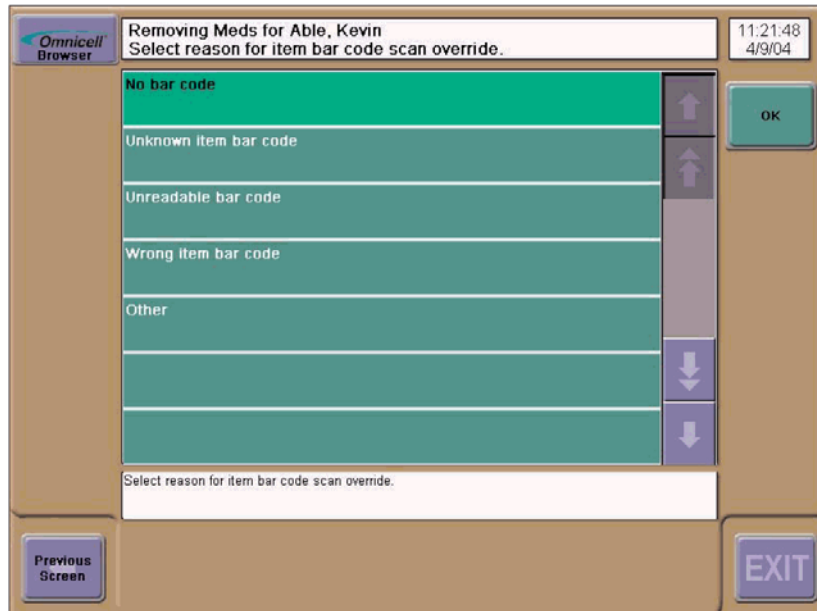 Omnicell
Browser
Removing Meds for Able, Kevin
Select reason for item bar code scan override.
11:21:48
4/9/04
No bar code
OK
Unknown item bar code
Unreadable bar code
Wrong item bar code
Other
Select reason for item bar code scan override.
Previous
Screen
EXIT